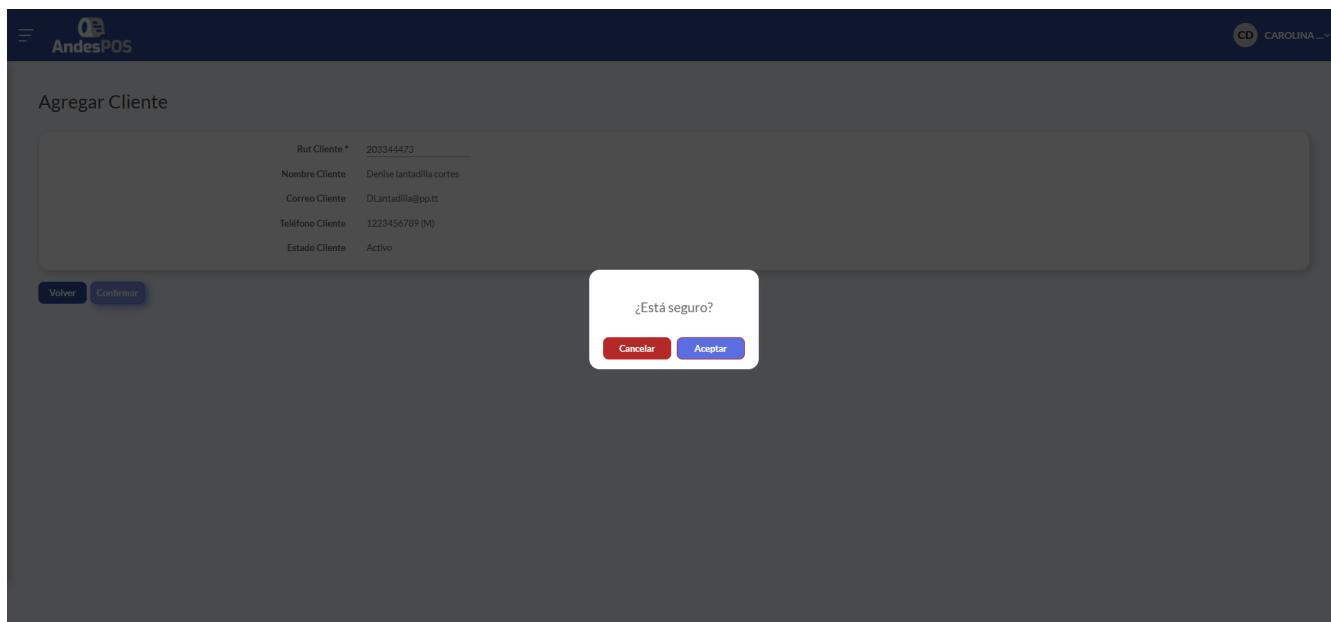 AndesPOS
CD CAROLINA ...
Agregar Cliente
Rut Cliente * 203344473
Nombre Cliente Denise lantadilla cortes
Correo Cliente DLantadilla@pp.tt
Teléfono Cliente 1223456789 (M)
Estado Cliente Activo
Volver Confirmar
¿Está seguro?
Cancelar Aceptar